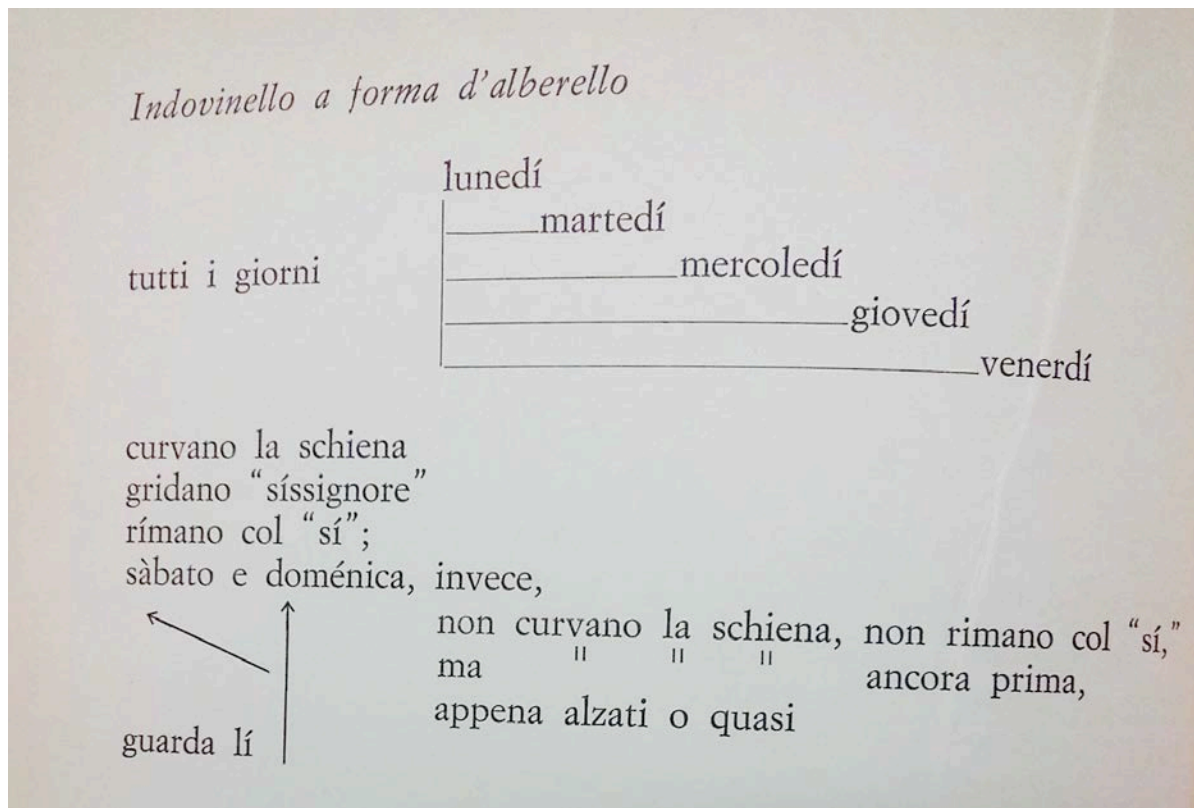 Indovinello a forma d'alberello
lunedí
martedí
tutti i giorni
mercoledí
giovedí
venerdí
curvano la schiena
gridano “síssignore”
rímano col “sí”;
sàbato e doménica, invece,
non curvano la schiena, non rimano col “sí,”
ma " " " ancora prima,
appena alzati o quasi
guarda lí